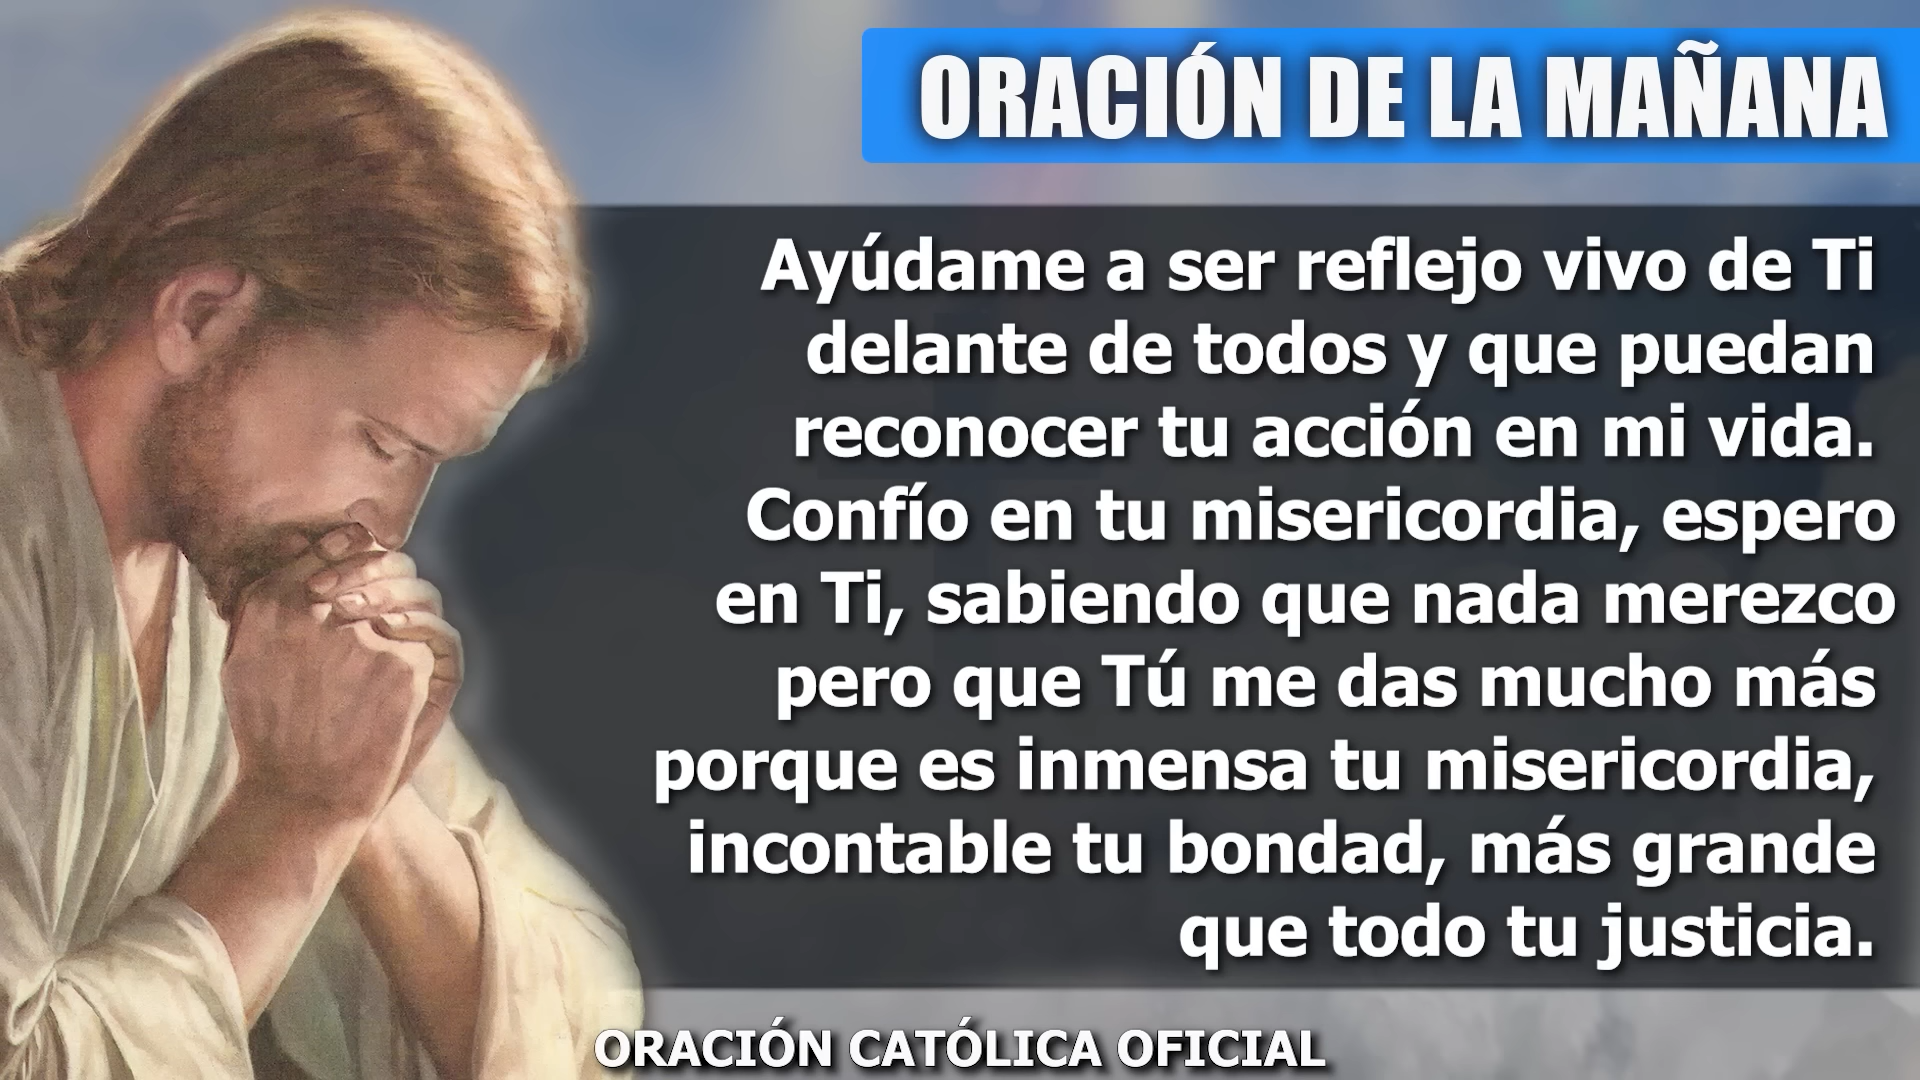 ORACIÓN DE LA MAÑANA
Ayúdame a ser reflejo vivo de Ti
delante de todos y que puedan
reconocer tu acción en mi vida.
Confío en tu misericordia, espero
en Ti, sabiendo que nada merezco
pero que Tú me das mucho más
porque es inmensa tu misericordia,
incontable tu bondad, más grande
que todo tu justicia.
ORACIÓN CATÓLICA OFICIAL